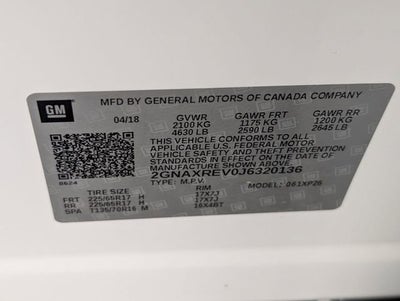 GM
MFD BY GENERAL MOTORS OF CANADA COMPANY
04/18 GVWR GAWR FRT GAWR RR
2100 KG 1175 KG 1200 KG
4630 LB 2590 LB 2645 LB
THIS VEHICLE CONFORMS TO ALL
APPLICABLE U.S. FEDERAL MOTOR
VEHICLE SAFETY AND THEFT PREVENTION
STANDARDS IN EFFECT ON THE DATE OF
MANUFACTURE SHOWN ABOVE.
2GNAXREV0J6320136
TYPE: M.P.V. MODEL: 061XP26
0624
TIRE SIZE RIM
FRT 225/65R17 H 17X7J
RR 225/65R17 H 17X7J
SPA T135/70R16 M 16X4BT